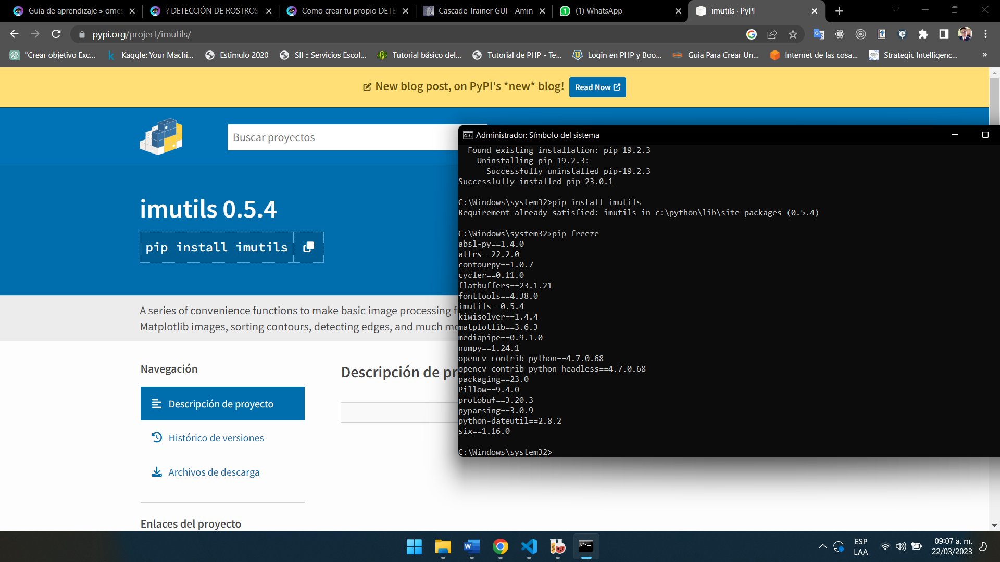 Guía de aprendizaje » omes
? DETECCIÓN DE ROSTROS
Como crear tu propio DETE
Cascade Trainer GUI - Amin
(1) WhatsApp
imutils · PyPI
pypi.org/project/imutils/
"Crear objetivo Exc...
Kaggle: Your Machi...
Estimulo 2020
SII :: Servicios Escol...
Tutorial básico del...
Tutorial de PHP - Te...
Login en PHP y Boo...
Guia Para Crear Un...
Internet de las cosa...
Strategic Intelligenc...
»
New blog post, on PyPI's *new* blog!
Read Now
Buscar proyectos
imutils 0.5.4
pip install imutils
A series of convenience functions to make basic image processing f
Matplotlib images, sorting contours, detecting edges, and much mo
Navegación
Descripción de proyecto
Histórico de versiones
Archivos de descarga
Enlaces del proyecto
Descripción de pr
Administrador: Símbolo del sistema
Found existing installation: pip 19.2.3
Uninstalling pip-19.2.3:
Successfully uninstalled pip-19.2.3
Successfully installed pip-23.0.1
C:\Windows\system32>pip install imutils
Requirement already satisfied: imutils in c:\python\lib\site-packages (0.5.4)
C:\Windows\system32>pip freeze
absl-py==1.4.0
attrs==22.2.0
contourpy==1.0.7
cycler==0.11.0
flatbuffers==23.1.21
fonttools==4.38.0
imutils==0.5.4
kiwisolver==1.4.4
matplotlib==3.6.3
mediapipe==0.9.1.0
numpy==1.24.1
opencv-contrib-python==4.7.0.68
opencv-contrib-python-headless==4.7.0.68
packaging==23.0
Pillow==9.4.0
protobuf==3.20.3
pyparsing==3.0.9
python-dateutil==2.8.2
six==1.16.0
C:\Windows\system32>
ESP
LAA
09:07 a. m.
22/03/2023